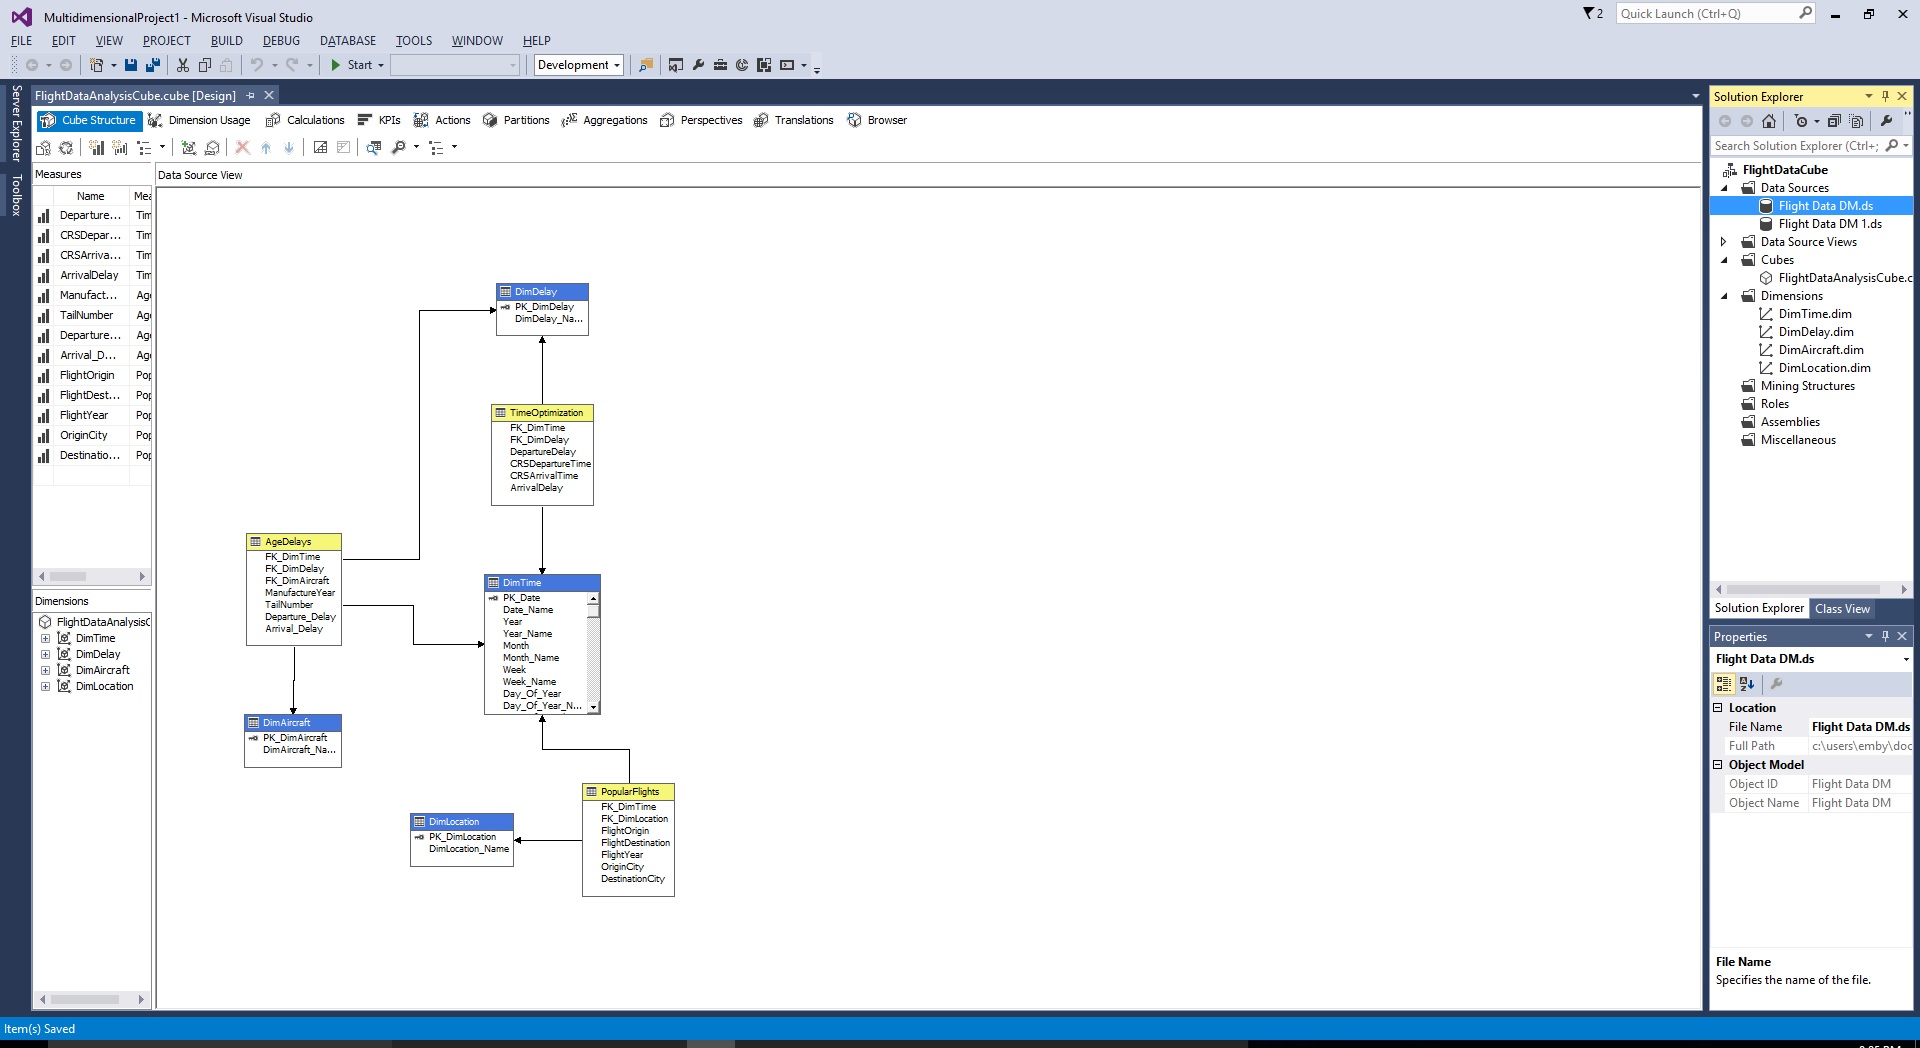 MultidimensionalProject1 - Microsoft Visual Studio
2
Quick Launch (Ctrl+Q)
FILE EDIT VIEW PROJECT BUILD DEBUG DATABASE TOOLS WINDOW HELP
Start
Development
Server Explorer
Toolbox
FlightDataAnalysisCube.cube [Design]
Cube Structure Dimension Usage Calculations KPIs Actions Partitions Aggregations Perspectives Translations Browser
Measures
Name Mea
Departure... Tim
CRSDepar... Tim
CRSArriva... Tim
ArrivalDelay Tim
Manufact... Age
TailNumber Age
Departure... Age
Arrival_D... Age
FlightOrigin Pop
FlightDest... Pop
FlightYear Pop
OriginCity Pop
Destinatio... Pop
Dimensions
FlightDataAnalysisC
DimTime
DimDelay
DimAircraft
DimLocation
Data Source View
DimDelay
PK_DimDelay
DimDelay_Na...
TimeOptimization
FK_DimTime
FK_DimDelay
DepartureDelay
CRSDepartureTime
CRSArrivalTime
ArrivalDelay
AgeDelays
FK_DimTime
FK_DimDelay
FK_DimAircraft
ManufactureYear
TailNumber
Departure_Delay
Arrival_Delay
DimTime
PK_Date
Date_Name
Year
Year_Name
Month
Month_Name
Week
Week_Name
Day_Of_Year
Day_Of_Year_N...
DimAircraft
PK_DimAircraft
DimAircraft_Na...
DimLocation
PK_DimLocation
DimLocation_Name
PopularFlights
FK_DimTime
FK_DimLocation
FlightOrigin
FlightDestination
FlightYear
OriginCity
DestinationCity
Solution Explorer
Search Solution Explorer (Ctrl+;
FlightDataCube
Data Sources
Flight Data DM.ds
Flight Data DM 1.ds
Data Source Views
Cubes
FlightDataAnalysisCube.c
Dimensions
DimTime.dim
DimDelay.dim
DimAircraft.dim
DimLocation.dim
Mining Structures
Roles
Assemblies
Miscellaneous
Solution Explorer Class View
Properties
Flight Data DM.ds
Location
File Name Flight Data DM.ds
Full Path c:\users\emby\doc
Object Model
Object ID Flight Data DM
Object Name Flight Data DM
File Name
Specifies the name of the file.
Item(s) Saved